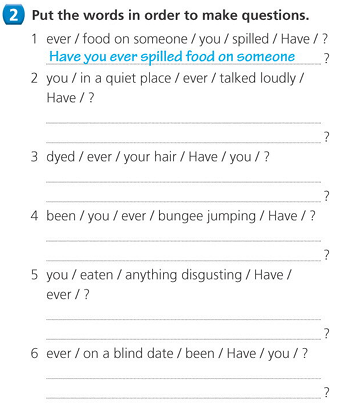 2 Put the words in order to make questions.
1 ever / food on someone / you / spilled / Have / ?
Have you ever spilled food on someone ?
2 you / in a quiet place / ever / talked loudly /
Have / ?
?
3 dyed / ever / your hair / Have / you / ?
?
4 been / you / ever / bungee jumping / Have / ?
?
5 you / eaten / anything disgusting / Have /
ever / ?
?
6 ever / on a blind date / been / Have / you / ?
?